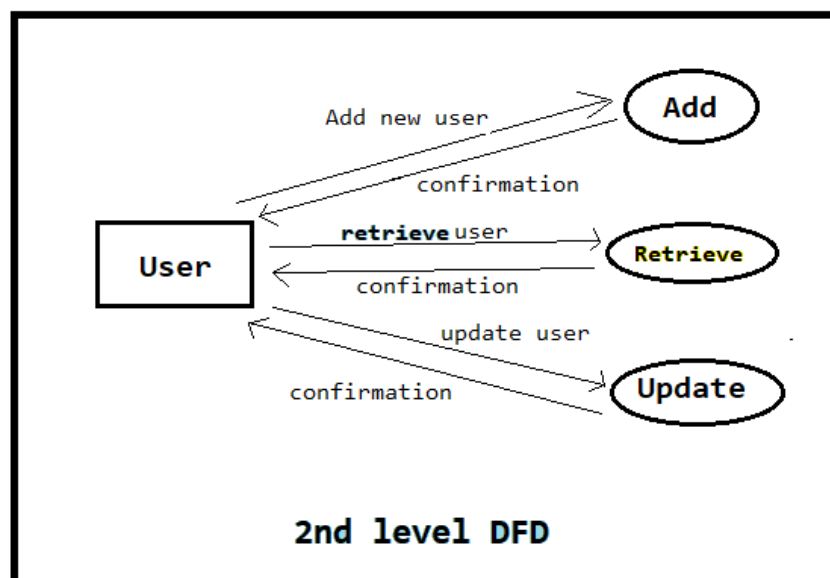 Add new user
Add
confirmation
User
retrieve user
Retrieve
confirmation
update user
Update
confirmation
2nd level DFD